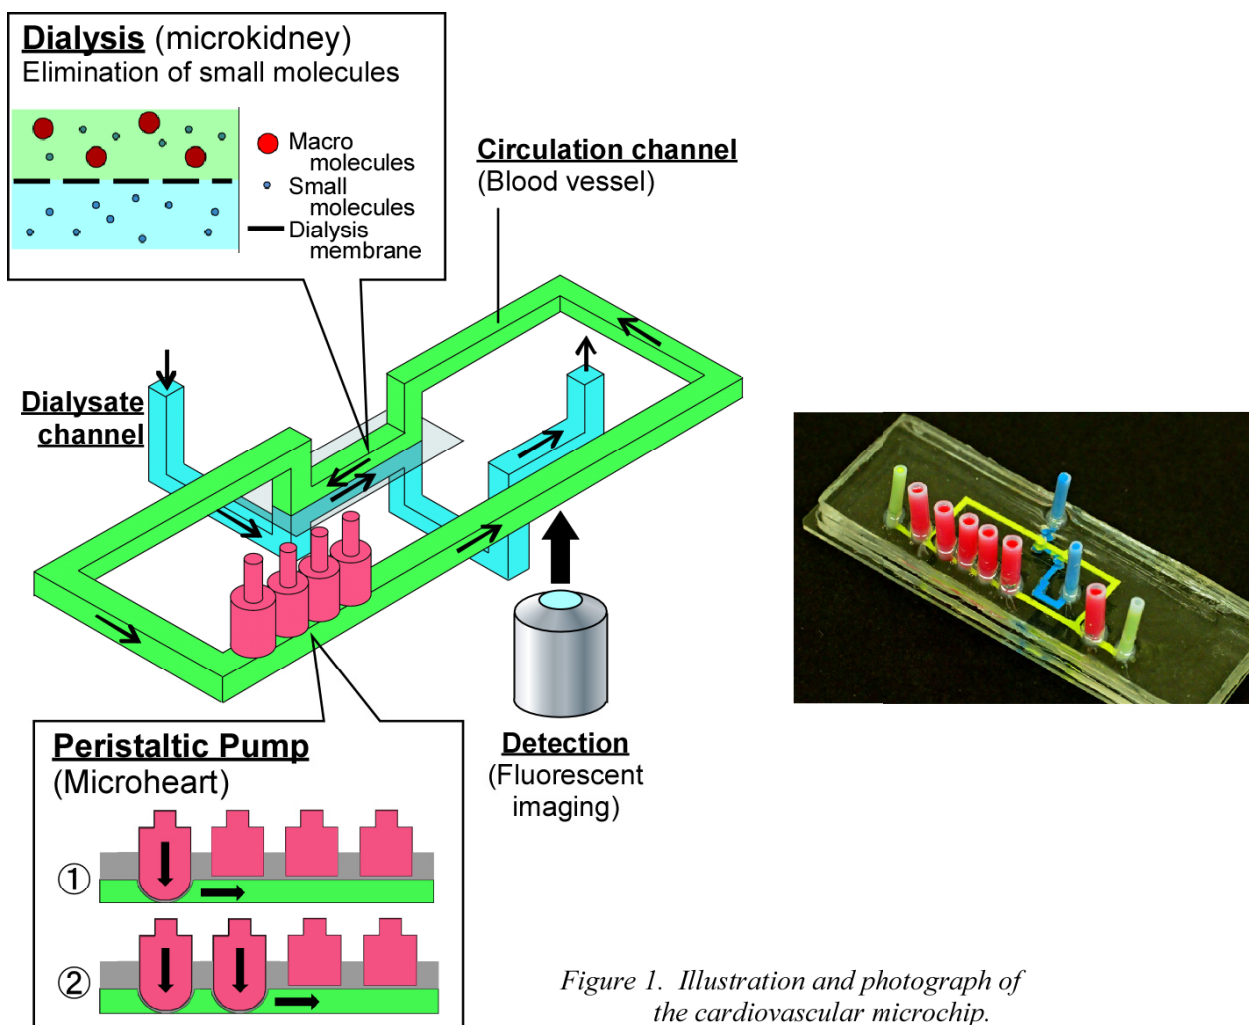 Dialysis (microkidney)
Elimination of small molecules
Macro
molecules
Small
molecules
Dialysis
membrane
Circulation channel
(Blood vessel)
Dialysate
channel
Detection
(Fluorescent
imaging)
Peristaltic Pump
(Microheart)
①
②
Figure 1. Illustration and photograph of
the cardiovascular microchip.